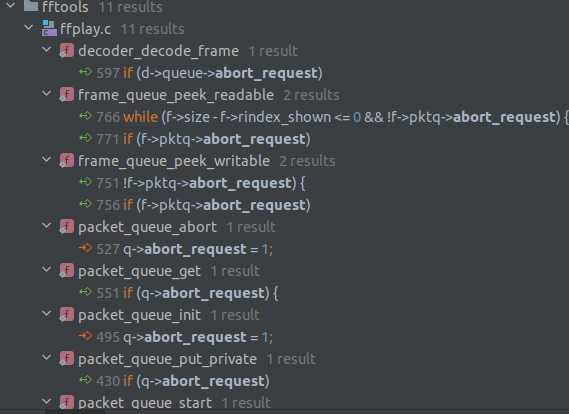 fftools 11 results
ffplay.c 11 results
decoder_decode_frame 1 result
597 if (d->queue->abort_request)
frame_queue_peek_readable 2 results
766 while (f->size - f->rindex_shown <= 0 && !f->pktq->abort_request) {
771 if (f->pktq->abort_request)
frame_queue_peek_writable 2 results
751 !f->pktq->abort_request) {
756 if (f->pktq->abort_request)
packet_queue_abort 1 result
527 q->abort_request = 1;
packet_queue_get 1 result
551 if (q->abort_request) {
packet_queue_init 1 result
495 q->abort_request = 1;
packet_queue_put_private 1 result
430 if (q->abort_request)
packet_queue_start 1 result